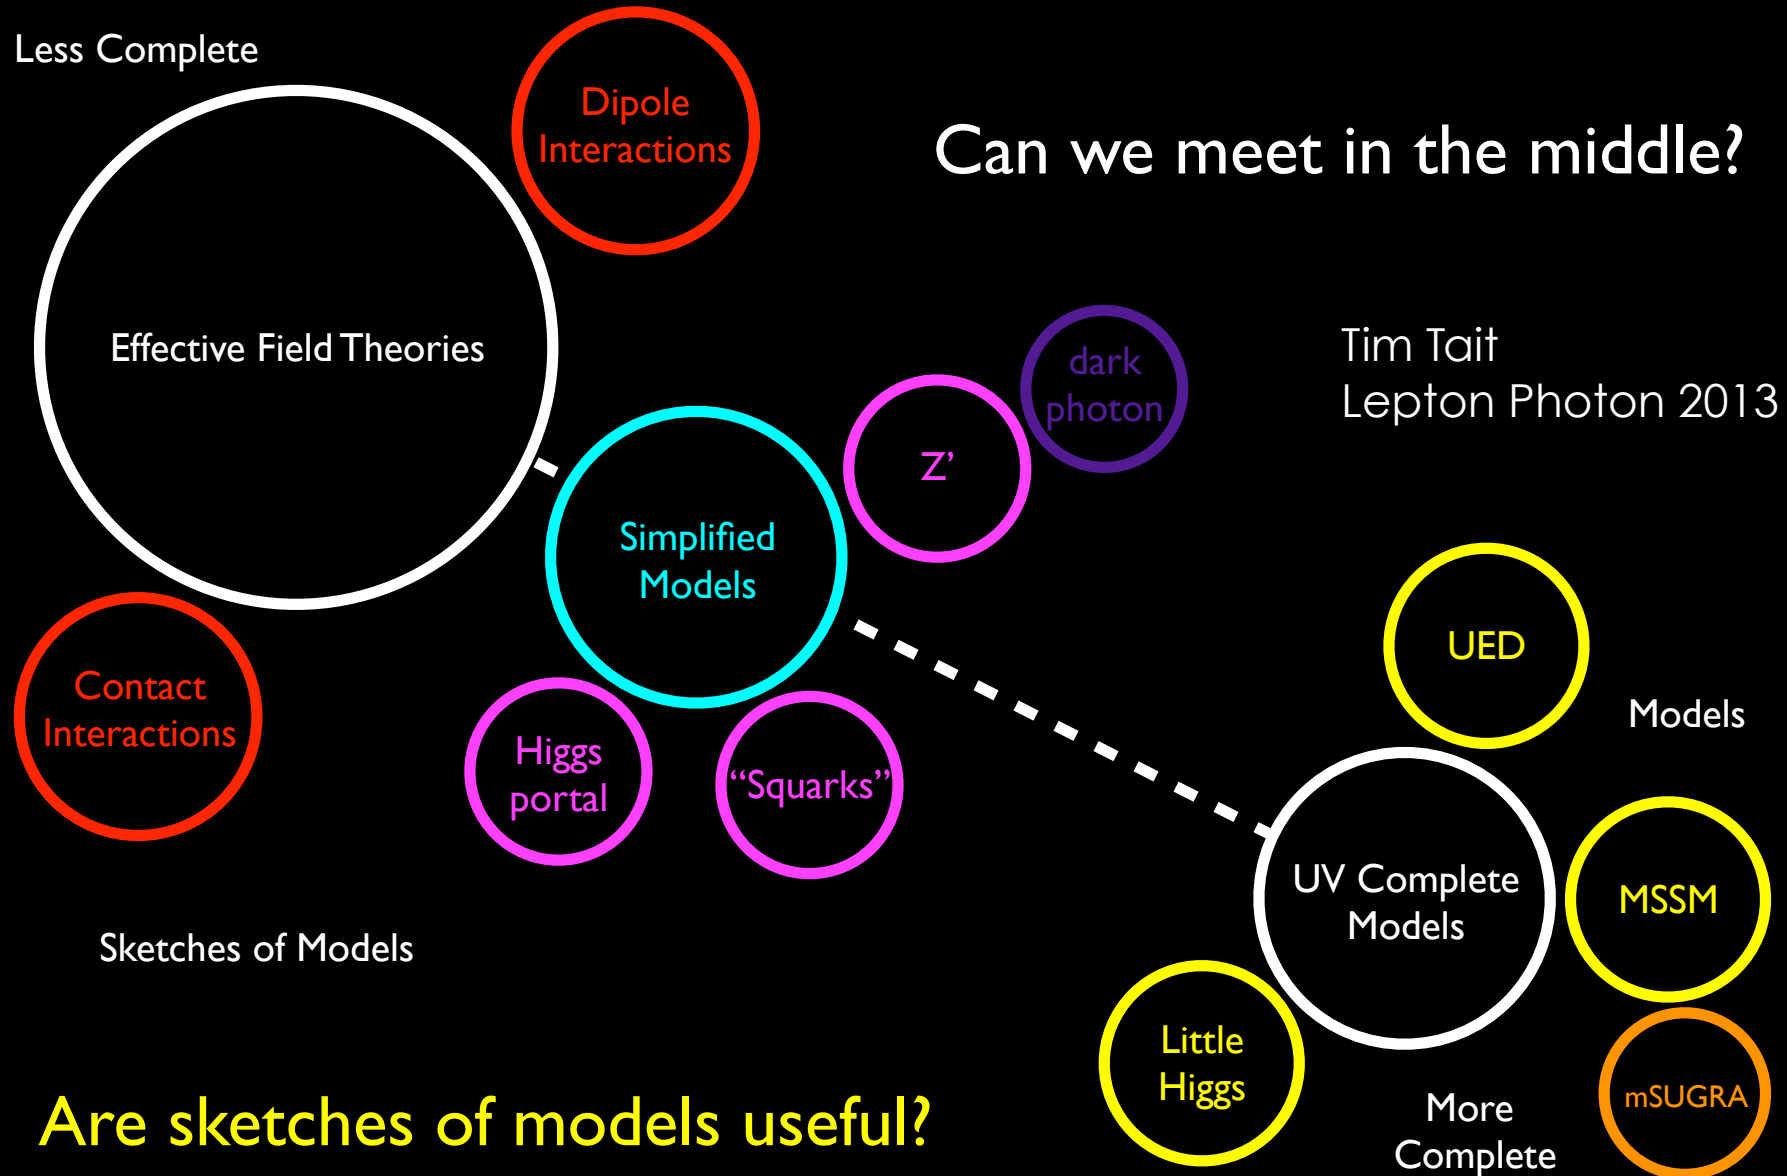 Less Complete
Dipole
Interactions
Can we meet in the middle?
Effective Field Theories
dark
photon
Tim Tait
Lepton Photon 2013
Z’
Simplified
Models
UED
Contact
Interactions
Models
Higgs
portal
“Squarks”
UV Complete
Models
MSSM
Sketches of Models
Little
Higgs
mSUGRA
More
Complete
Are sketches of models useful?